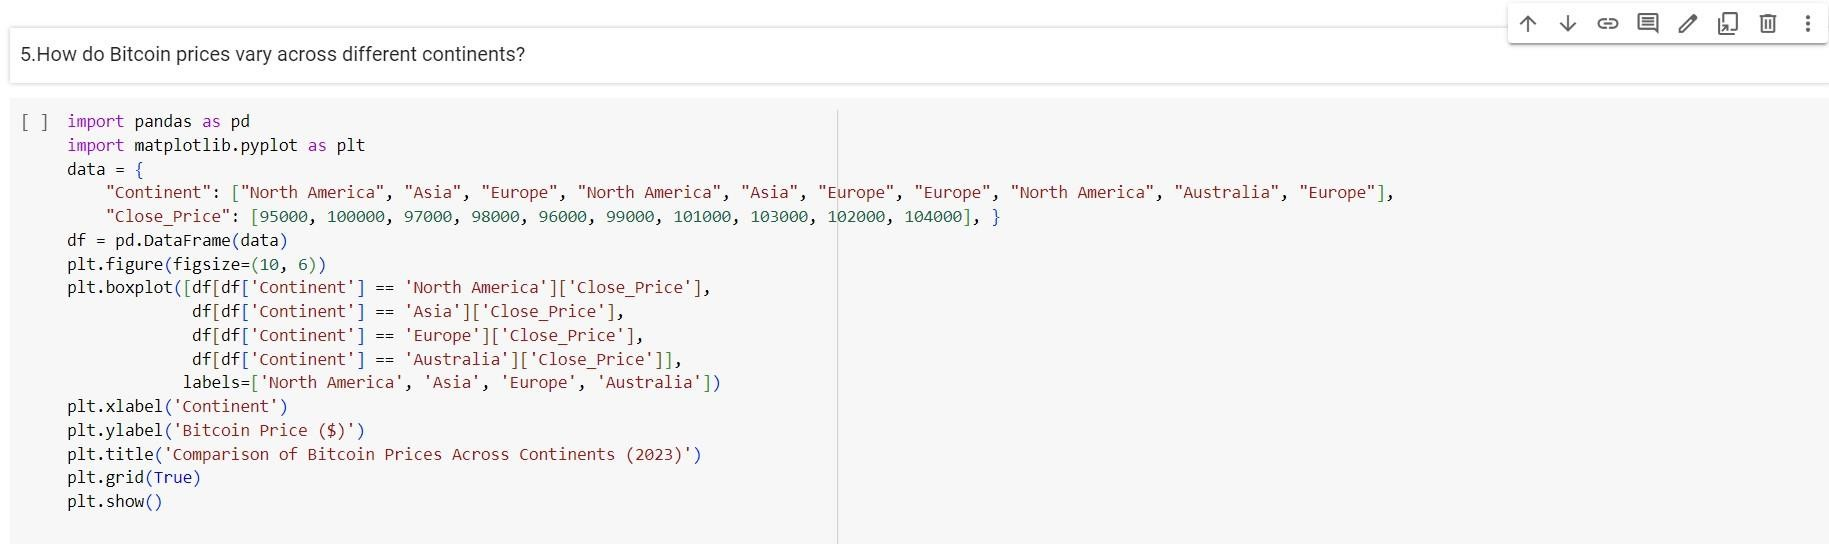 5.How do Bitcoin prices vary across different continents?
[ ] import pandas as pd
import matplotlib.pyplot as plt
data = {
    "Continent": ["North America", "Asia", "Europe", "North America", "Asia", "Europe", "Europe", "North America", "Australia", "Europe"],
    "Close_Price": [95000, 100000, 97000, 98000, 96000, 99000, 101000, 103000, 102000, 104000], }
df = pd.DataFrame(data)
plt.figure(figsize=(10, 6))
plt.boxplot([df[df['Continent'] == 'North America']['Close_Price'],
             df[df['Continent'] == 'Asia']['Close_Price'],
             df[df['Continent'] == 'Europe']['Close_Price'],
             df[df['Continent'] == 'Australia']['Close_Price']],
            labels=['North America', 'Asia', 'Europe', 'Australia'])
plt.xlabel('Continent')
plt.ylabel('Bitcoin Price ($)')
plt.title('Comparison of Bitcoin Prices Across Continents (2023)')
plt.grid(True)
plt.show()